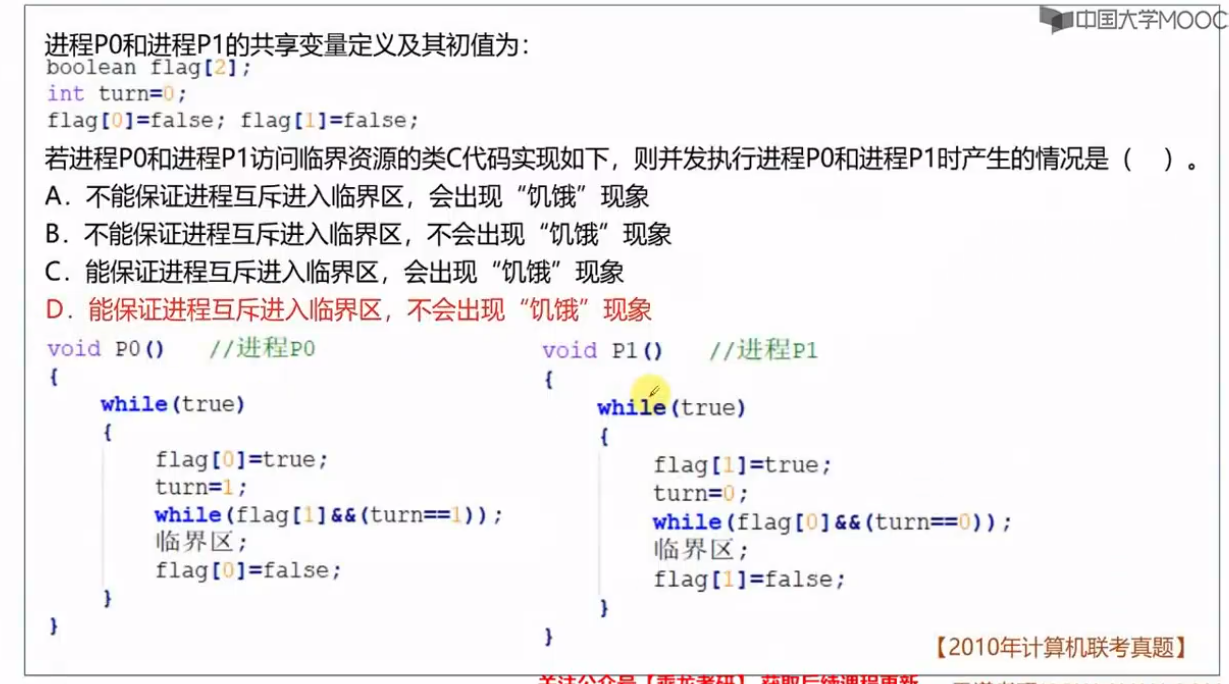 中国大学MOOC
进程P0和进程P1的共享变量定义及其初值为：
boolean flag[2];
int turn=0;
flag[0]=false; flag[1]=false;
若进程P0和进程P1访问临界资源的类C代码实现如下，则并发执行进程P0和进程P1时产生的情况是（　）。
A．不能保证进程互斥进入临界区，会出现“饥饿”现象
B．不能保证进程互斥进入临界区，不会出现“饥饿”现象
C．能保证进程互斥进入临界区，会出现“饥饿”现象
D．能保证进程互斥进入临界区，不会出现“饥饿”现象
void P0() //进程P0
{
while(true)
{
flag[0]=true;
turn=1;
while(flag[1]&&(turn==1));
临界区;
flag[0]=false;
}
}
void P1() //进程P1
{
while(true)
{
flag[1]=true;
turn=0;
while(flag[0]&&(turn==0));
临界区;
flag[1]=false;
}
}
【2010年计算机联考真题】